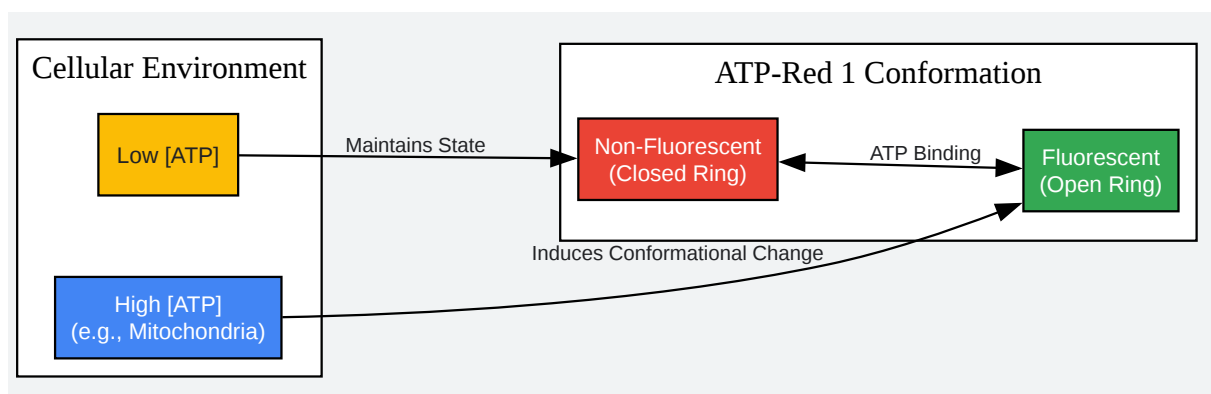 Cellular Environment
Low [ATP]
High [ATP]
(e.g., Mitochondria)
Maintains State
Induces Conformational Change
ATP-Red 1 Conformation
Non-Fluorescent
(Closed Ring)
ATP Binding
Fluorescent
(Open Ring)